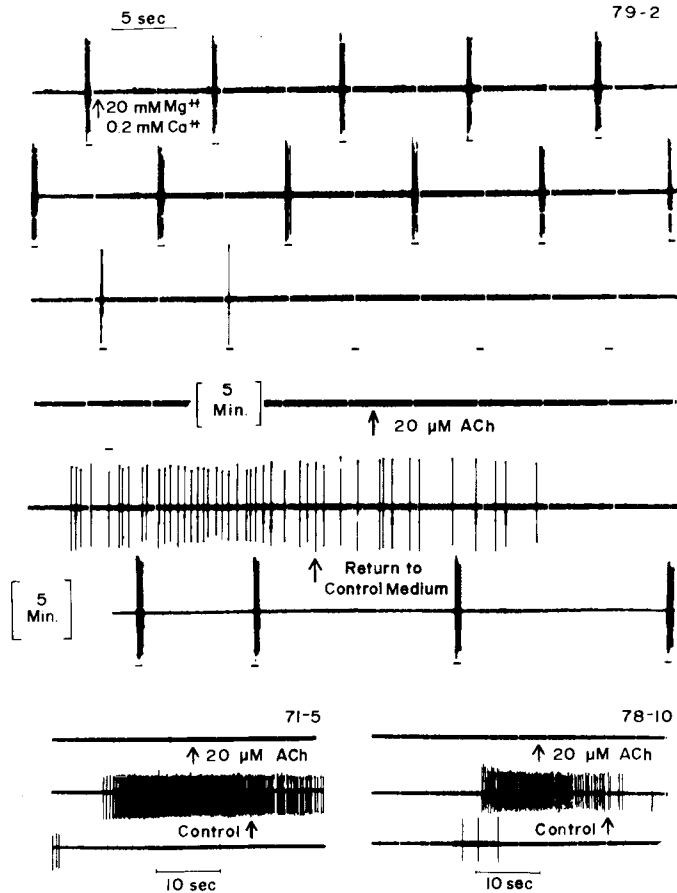 5 sec
79-2
↑ 20 mM Mg++
0.2 mM Ca++
[ 5 Min. ]
↑ 20 µM ACh
↑ Return to
Control Medium
[ 5 Min. ]
71-5
↑ 20 µM ACh
Control ↑
10 sec
78-10
↑ 20 µM ACh
Control ↑
10 sec